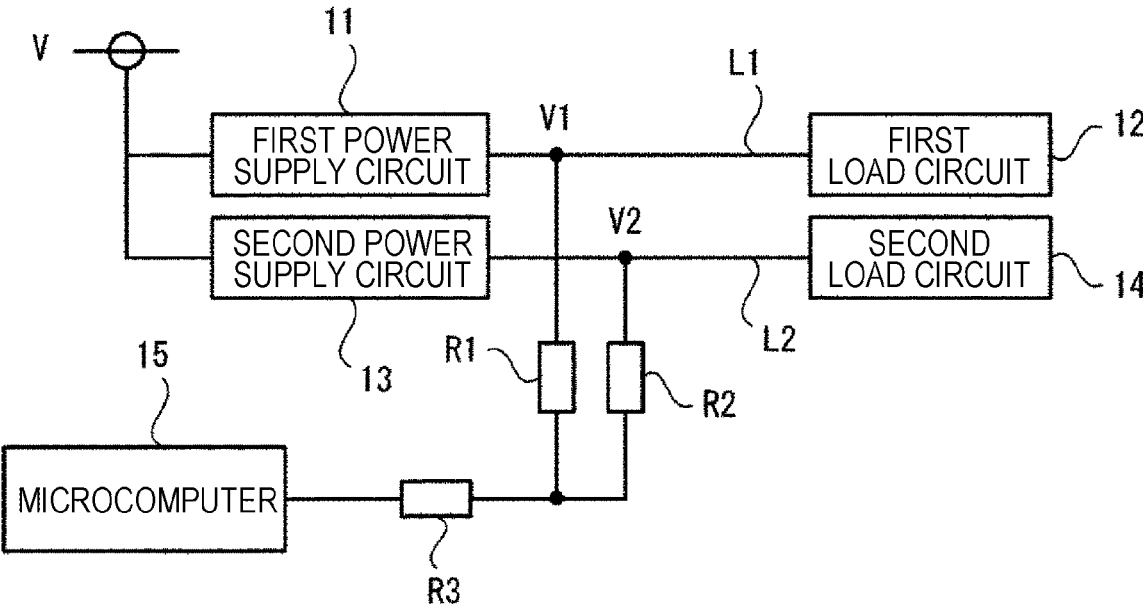 V
11
FIRST POWER
SUPPLY CIRCUIT
V1
L1
FIRST
LOAD CIRCUIT
12
SECOND POWER
SUPPLY CIRCUIT
V2
SECOND
LOAD CIRCUIT
14
13
L2
R1
R2
15
MICROCOMPUTER
R3